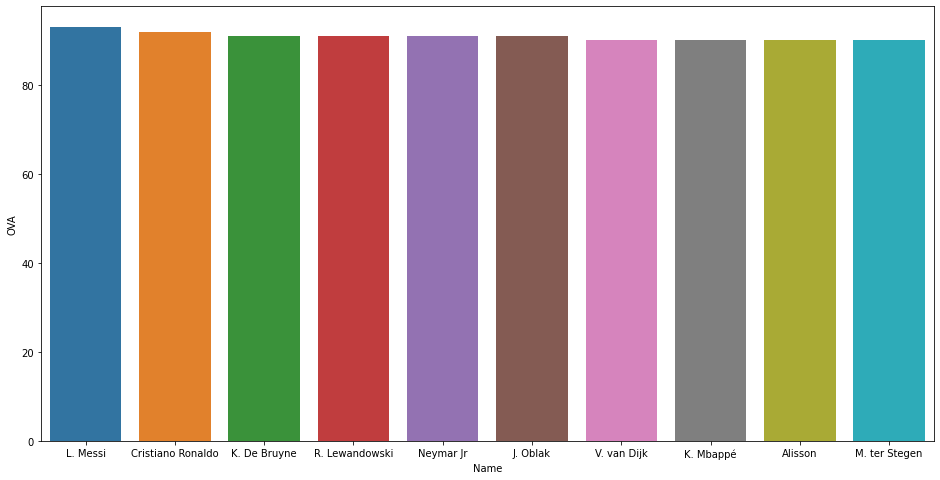 80
60
40
20
0
OVA
L. Messi Cristiano Ronaldo K. De Bruyne R. Lewandowski Neymar Jr J. Oblak V. van Dijk K. Mbappé Alisson M. ter Stegen
Name